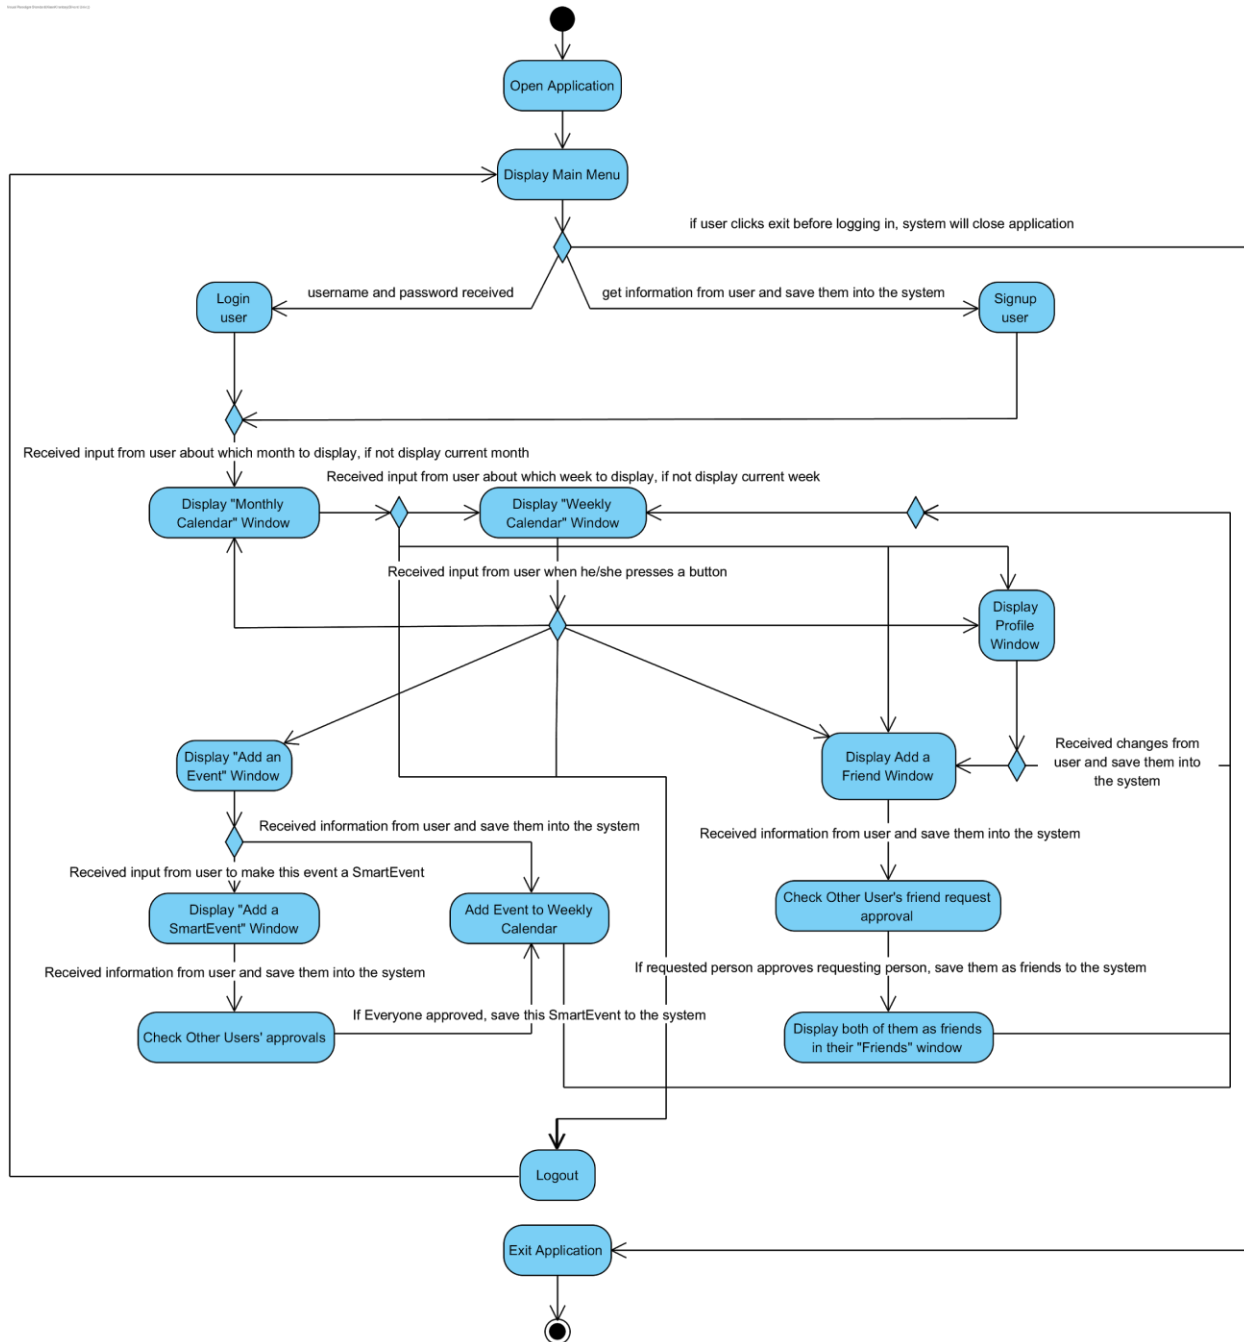 Open Application
Display Main Menu
if user clicks exit before logging in, system will close application
Login
user
username and password received
get information from user and save them into the system
Signup
user
Received input from user about which month to display, if not display current month
Received input from user about which week to display, if not display current week
Display "Monthly
Calendar" Window
Display "Weekly
Calendar" Window
Received input from user when he/she presses a button
Display
Profile
Window
Display "Add an
Event" Window
Display Add a
Friend Window
Received changes from
user and save them into
the system
Received information from user and save them into the system
Received information from user and save them into the system
Received input from user to make this event a SmartEvent
Display "Add a
SmartEvent" Window
Add Event to Weekly
Calendar
Check Other User's friend request
approval
Received information from user and save them into the system
If requested person approves requesting person, save them as friends to the system
Check Other Users' approvals
If Everyone approved, save this SmartEvent to the system
Display both of them as friends
in their "Friends" window
Logout
Exit Application